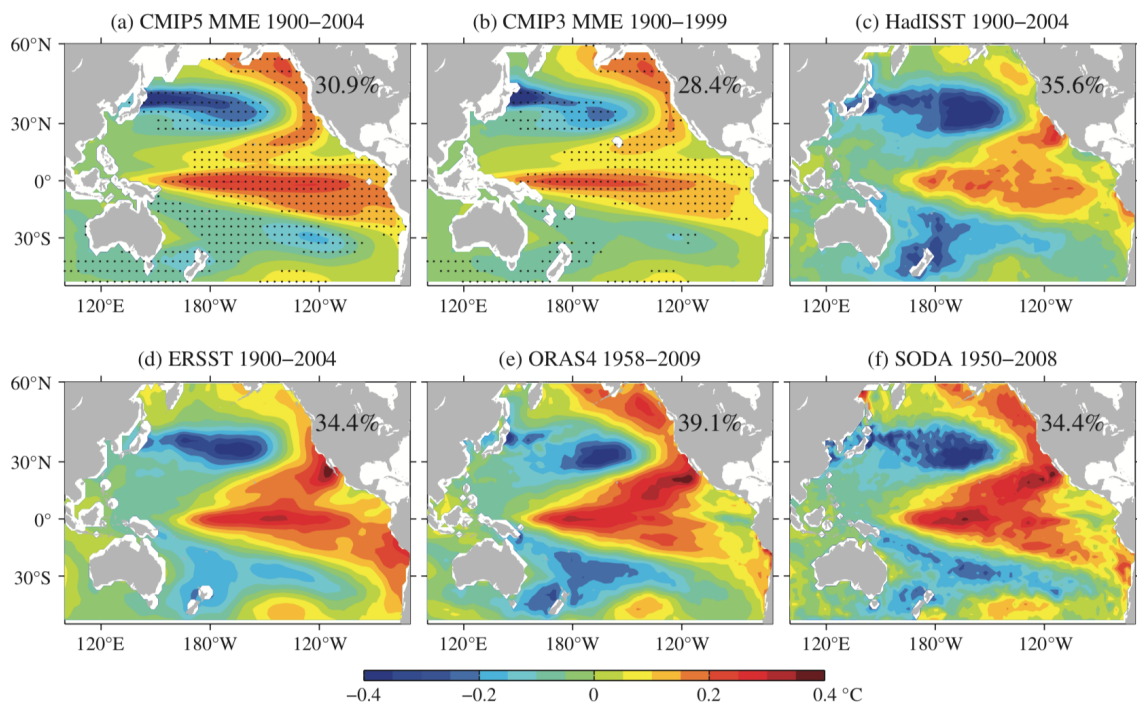 (a) CMIP5 MME 1900−2004
(b) CMIP3 MME 1900−1999
(c) HadISST 1900−2004
60°N
30°N
0°
30°S
30.9%
28.4%
35.6%
120°E
180°W
120°W
120°E
180°W
120°W
120°E
180°W
120°W
(d) ERSST 1900−2004
(e) ORAS4 1958−2009
(f) SODA 1950−2008
60°N
30°N
0°
30°S
34.4%
39.1%
34.4%
120°E
180°W
120°W
120°E
180°W
120°W
120°E
180°W
120°W
−0.4
−0.2
0
0.2
0.4 °C